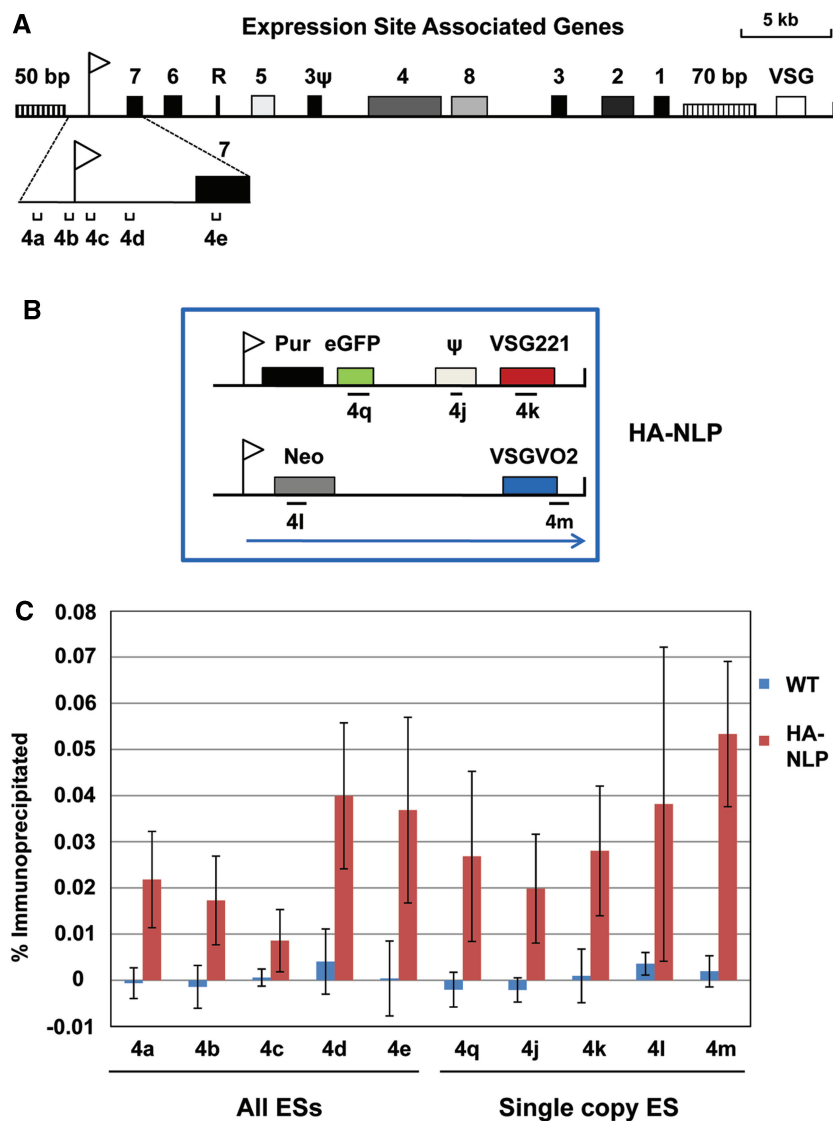 A
Expression Site Associated Genes
5 kb
50 bp 7 6 R 5 3ψ 4 8 3 2 1 70 bp VSG
7
4a 4b 4c 4d 4e
B
Pur eGFP ψ VSG221
4q 4j 4k
HA-NLP
Neo VSGVO2
4l 4m
C
% Immunoprecipitated
0.08
0.07
0.06
0.05
0.04
0.03
0.02
0.01
0
-0.01
WT
HA-
NLP
4a 4b 4c 4d 4e 4q 4j 4k 4l 4m
All ESs Single copy ES